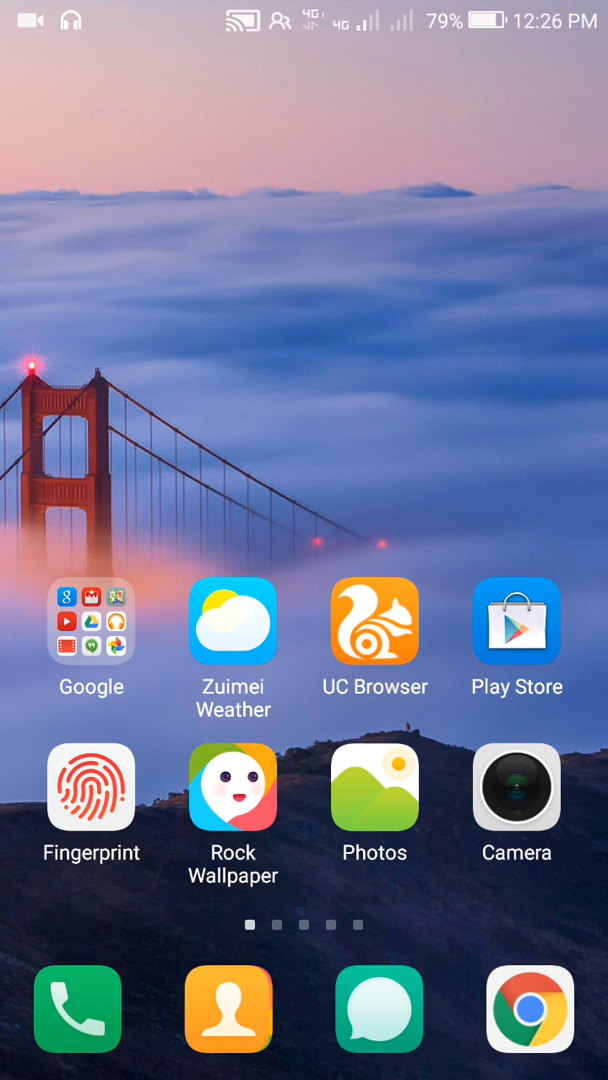 4G 4G 79% 12:26 PM
Google Zuimei Weather UC Browser Play Store
Fingerprint Rock Wallpaper Photos Camera